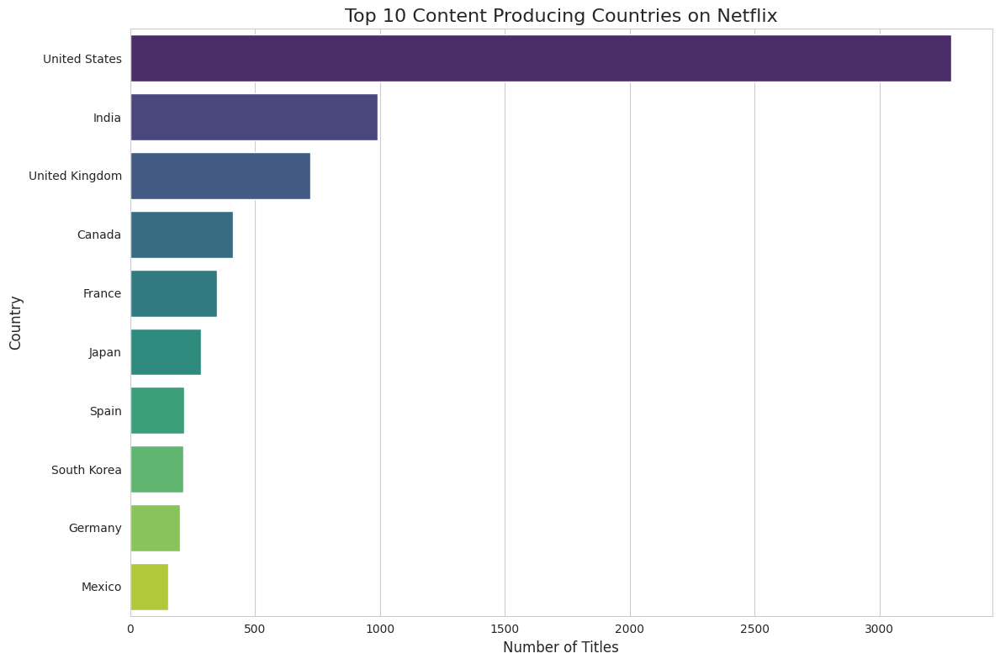 Top 10 Content Producing Countries on Netflix
United States
India
United Kingdom
Canada
France
Japan
Spain
South Korea
Germany
Mexico
Country
0 500 1000 1500 2000 2500 3000
Number of Titles